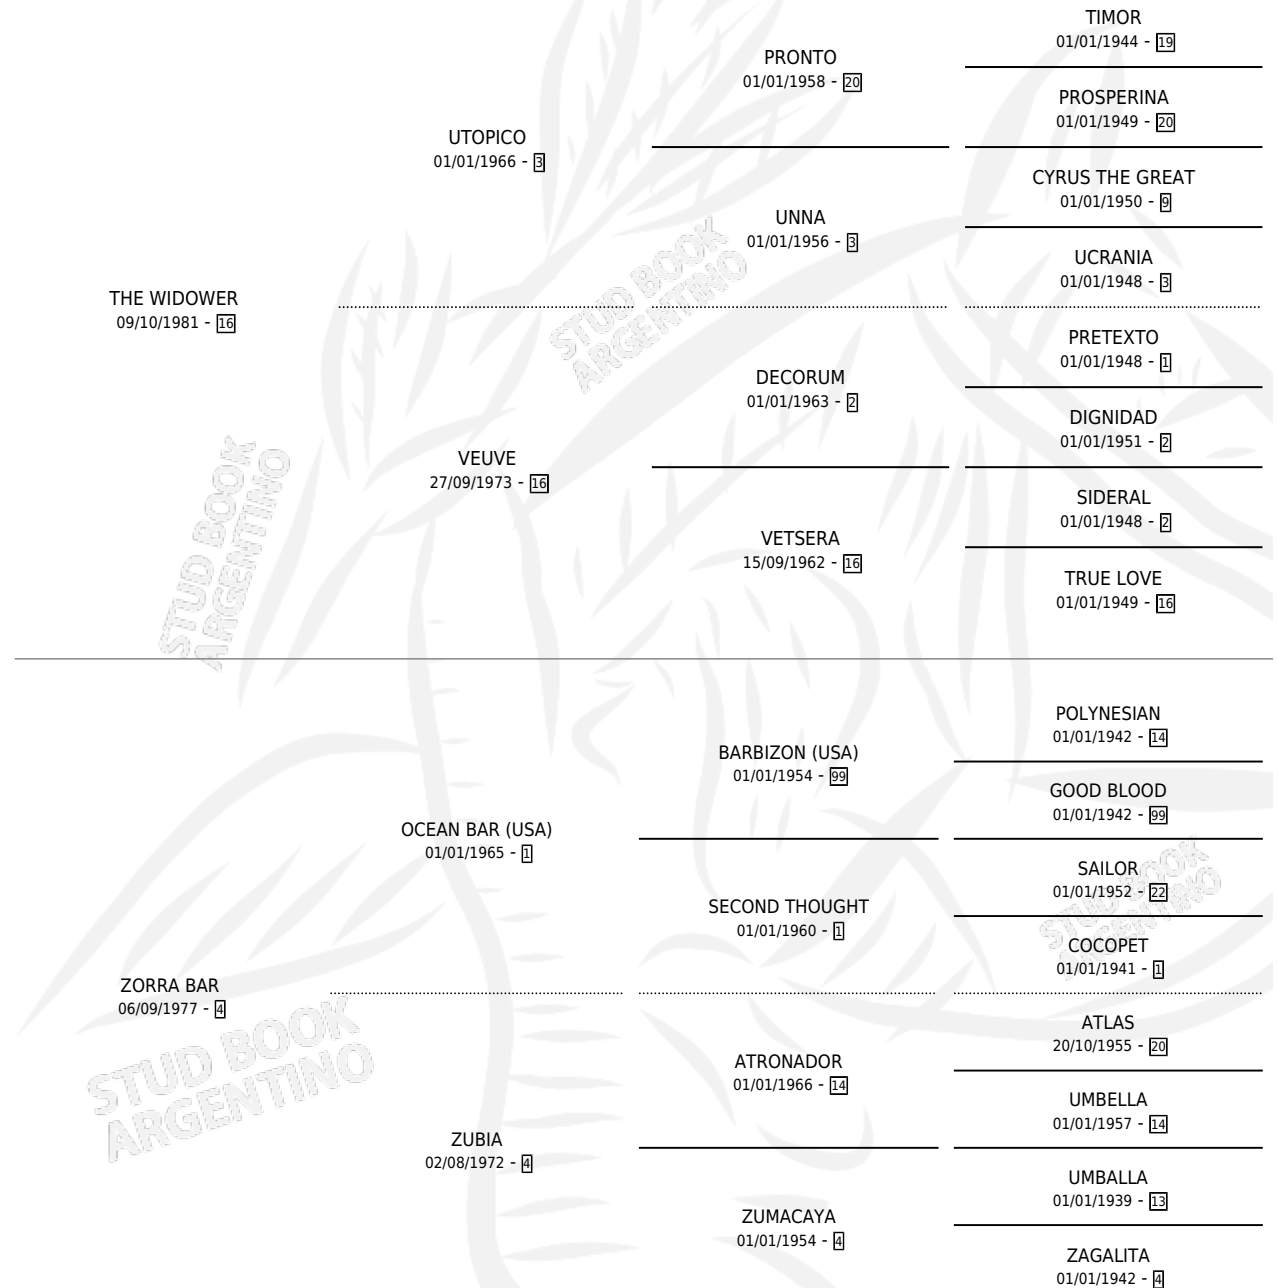 THE WIDOWER
09/10/1981 - 16
UTOPICO
01/01/1966 - 3
VEUVE
27/09/1973 - 16
PRONTO
01/01/1958 - 20
UNNA
01/01/1956 - 3
DECORUM
01/01/1963 - 2
VETSERA
15/09/1962 - 16
TIMOR
01/01/1944 - 19
PROSPERINA
01/01/1949 - 20
CYRUS THE GREAT
01/01/1950 - 9
UCRANIA
01/01/1948 - 3
PRETEXTO
01/01/1948 - 1
DIGNIDAD
01/01/1951 - 2
SIDERAL
01/01/1948 - 2
TRUE LOVE
01/01/1949 - 16
ZORRA BAR
06/09/1977 - 4
OCEAN BAR (USA)
01/01/1965 - 1
ZUBIA
02/08/1972 - 4
BARBIZON (USA)
01/01/1954 - 99
SECOND THOUGHT
01/01/1960 - 1
ATRONADOR
01/01/1966 - 14
ZUMACAYA
01/01/1954 - 4
POLYNESIAN
01/01/1942 - 14
GOOD BLOOD
01/01/1942 - 99
SAILOR
01/01/1952 - 22
COCOPET
01/01/1941 - 1
ATLAS
20/10/1955 - 20
UMBELLA
01/01/1957 - 14
UMBALLA
01/01/1939 - 13
ZAGALITA
01/01/1942 - 4
STUD BOOK
ARGENTINO
STUD BOOK
ARGENTINO
STUD BOOK
ARGENTINO
STUD BOOK
ARGENTINO